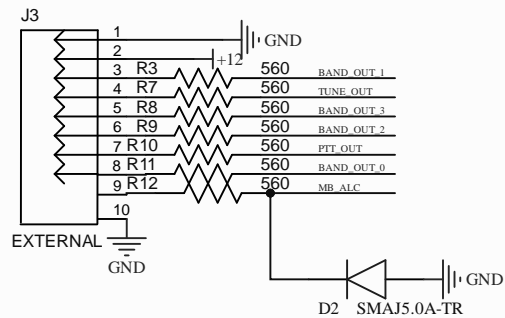 J3
1 GND
2 +12
3 R3 560 BAND_OUT_1
4 R7 560 TUNE_OUT
5 R8 560 BAND_OUT_3
6 R9 560 BAND_OUT_2
7 R10 560 PTT_OUT
8 R11 560 BAND_OUT_0
9 R12 560 MB_ALC
10
EXTERNAL
GND
GND
D2 SMAJ5.0A-TR